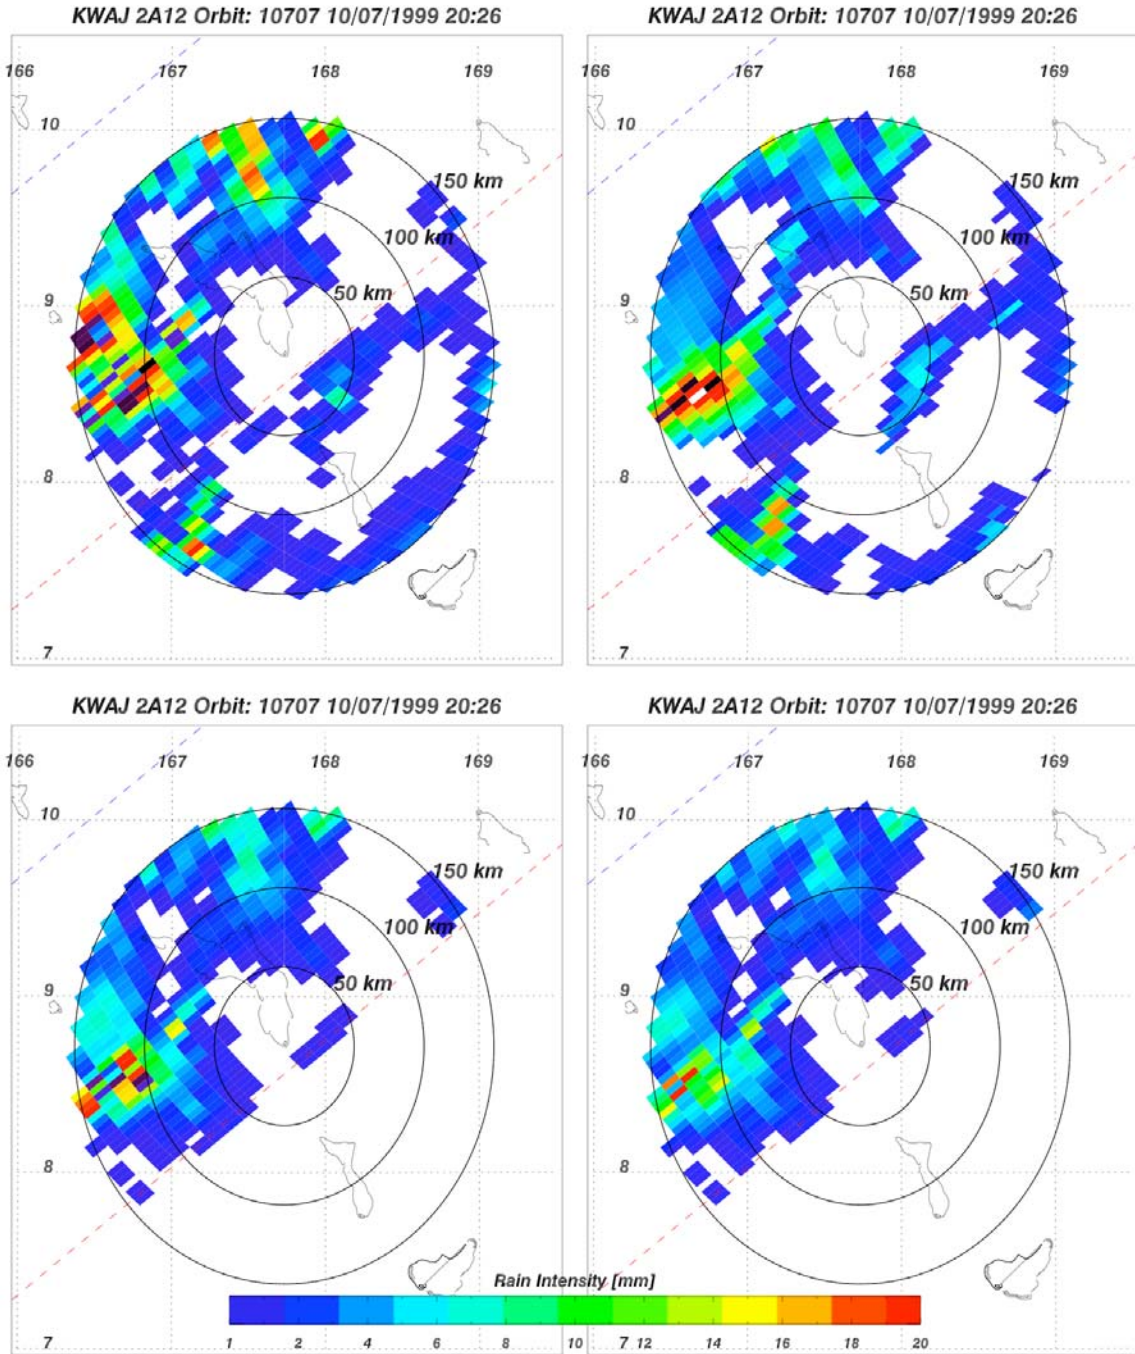 KWAJ 2A12 Orbit: 10707 10/07/1999 20:26 KWAJ 2A12 Orbit: 10707 10/07/1999 20:26
166 167 168 169 166 167 168 169
10 10
150 km 150 km
100 km 100 km
9 50 km 9 50 km
8 8
7 7
KWAJ 2A12 Orbit: 10707 10/07/1999 20:26 KWAJ 2A12 Orbit: 10707 10/07/1999 20:26
166 167 168 169 166 167 168 169
10 10
150 km 150 km
100 km 100 km
9 50 km 9 50 km
8 8
Rain Intensity [mm]
7 1 2 4 6 8 10 7 12 14 16 18 20